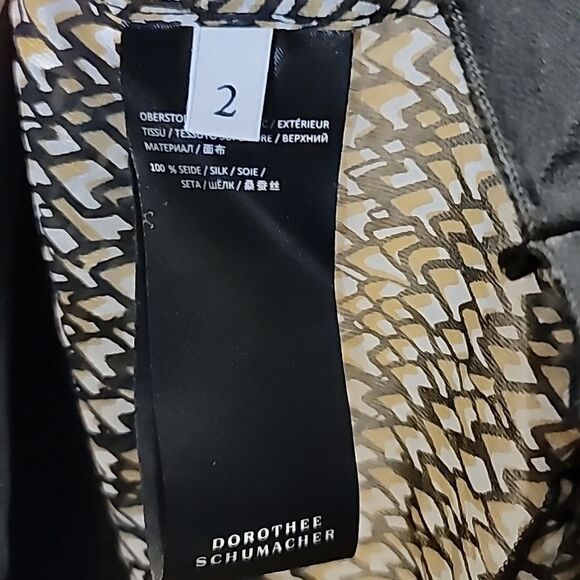 2
OBERSTO / EXTÉRIEUR
TISSU / TESSUTO RE / ВЕРХНИЙ
МАТЕРИАЛ / 面布
100 % SEIDE / SILK / SOIE /
SETA / ШЁЛК / 桑蚕丝
DOROTHEE
SCHUMACHER